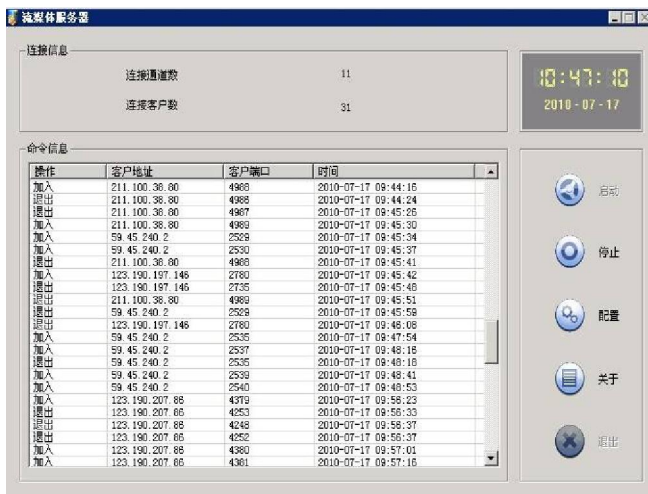 流媒体服务器
连接信息
连接通道数 11
连接客户数 31
10:47:10
2010-07-17
命令信息
操作 客户地址 客户端口 时间
加入 211.100.38.80 4988 2010-07-17 09:44:16
退出 211.100.38.80 4988 2010-07-17 09:44:24
退出 211.100.38.80 4987 2010-07-17 09:45:26
加入 211.100.38.80 4989 2010-07-17 09:45:30
加入 59.45.240.2 2529 2010-07-17 09:45:34
加入 59.45.240.2 2530 2010-07-17 09:45:37
退出 211.100.38.80 4988 2010-07-17 09:45:41
加入 123.190.197.146 2780 2010-07-17 09:45:42
退出 123.190.197.146 2735 2010-07-17 09:45:48
退出 211.100.38.80 4989 2010-07-17 09:45:51
退出 59.45.240.2 2529 2010-07-17 09:45:59
退出 123.190.197.146 2780 2010-07-17 09:46:08
加入 59.45.240.2 2535 2010-07-17 09:47:54
加入 59.45.240.2 2537 2010-07-17 09:48:16
退出 59.45.240.2 2535 2010-07-17 09:48:18
加入 59.45.240.2 2539 2010-07-17 09:48:41
加入 59.45.240.2 2540 2010-07-17 09:48:53
加入 123.190.207.86 4379 2010-07-17 09:56:23
退出 123.190.207.86 4253 2010-07-17 09:56:33
退出 123.190.207.86 4248 2010-07-17 09:56:37
退出 123.190.207.86 4252 2010-07-17 09:56:37
加入 123.190.207.86 4380 2010-07-17 09:57:01
加入 123.190.207.86 4381 2010-07-17 09:57:16
启动
停止
配置
关于
退出